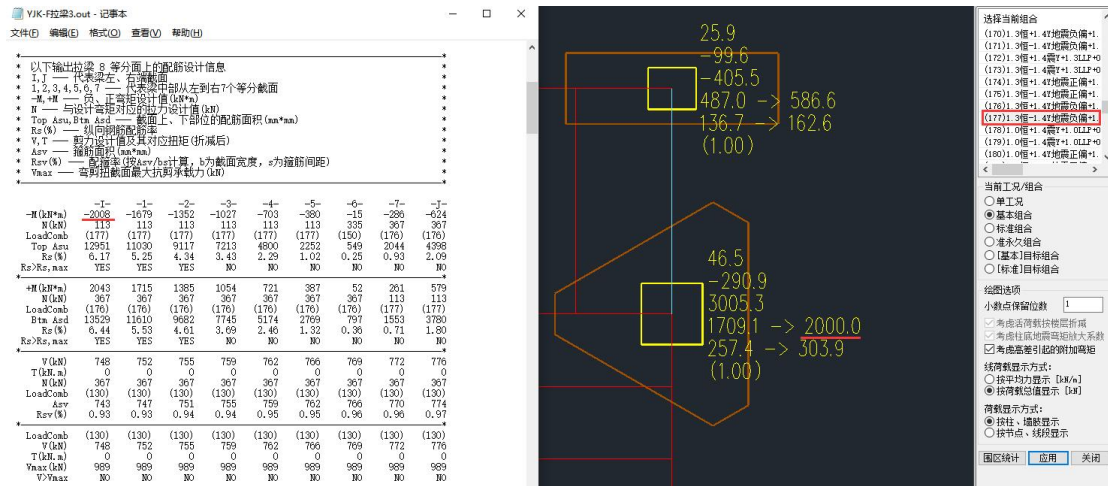 YJK-F拉梁3.out - 记事本
文件(F) 编辑(E) 格式(O) 查看(V) 帮助(H)
*————————————————————————*
* 以下输出拉梁 8 等分面上的配筋设计信息 *
* I,J —— 代表梁左、右端截面 *
* 1,2,3,4,5,6,7 —— 代表梁中部从左到右7个等分截面 *
* -M,+M —— 负、正弯矩设计值(kN*m) *
* N —— 与设计弯矩对应的拉力设计值(kN) *
* Top Asu,Btm Asd —— 截面上、下部位的配筋面积(mm*mm) *
* Rs(%) —— 纵向钢筋配筋率 *
* V,T —— 剪力设计值及其对应扭矩(折减后) *
* Asv —— 箍筋面积(mm*mm) *
* Rsv(%) —— 配箍率(按Asv/bs计算，b为截面宽度，s为箍筋间距) *
* Vmax —— 弯剪扭截面最大抗剪承载力(kN) *
*————————————————————————*
-I- -1- -2- -3- -4- -5- -6- -7- -J-
-M(kN*m) -2008 -1679 -1352 -1027 -703 -380 -15 -286 -624
N(kN) 113 113 113 113 113 113 335 367 367
LoadComb (177) (177) (177) (177) (177) (177) (150) (176) (176)
Top Asu 12951 11030 9117 7213 4800 2252 549 2044 4398
Rs(%) 6.17 5.25 4.34 3.43 2.29 1.02 0.25 0.93 2.09
Rs>Rs,max YES YES YES NO NO NO NO NO NO
*————————————————————————*
+M(kN*m) 2043 1715 1385 1054 721 387 52 261 579
N(kN) 367 367 367 367 367 367 367 113 113
LoadComb (176) (176) (176) (176) (176) (176) (176) (177) (177)
Btm Asd 13529 11610 9682 7745 5174 2769 797 1553 3780
Rs(%) 6.44 5.53 4.61 3.69 2.46 1.32 0.36 0.71 1.80
Rs>Rs,max YES YES YES NO NO NO NO NO NO
*————————————————————————*
V(kN) 748 752 755 759 762 766 769 772 776
T(kN.m) 0 0 0 0 0 0 0 0 0
N(kN) 367 367 367 367 367 367 367 367 367
LoadComb (130) (130) (130) (130) (130) (130) (130) (130) (130)
Asv 743 747 751 755 759 762 766 770 774
Rsv(%) 0.93 0.93 0.94 0.94 0.95 0.95 0.96 0.96 0.97
*————————————————————————*
LoadComb (130) (130) (130) (130) (130) (130) (130) (130) (130)
V(kN) 748 752 755 759 762 766 769 772 776
T(kN.m) 0 0 0 0 0 0 0 0 0
Vmax(kN) 989 989 989 989 989 989 989 989 989
V>Vmax NO NO NO NO NO NO NO NO NO
25.9
-99.6
-405.5
487.0 -> 586.6
136.7 -> 162.6
(1.00)
46.5
-290.9
3005.3
1709.1 -> 2000.0
257.4 -> 303.9
(1.00)
选择当前组合
(170)1.3恒+1.4Y地震负偏+1.
(171)1.3恒+1.4震Y+1.3LLP+0
(173)1.3恒-1.4震Y+1.3LLP+0
(174)1.3恒+1.4Y地震正偏+1.
(175)1.3恒-1.4Y地震正偏+1.
(176)1.3恒+1.4Y地震负偏+1.
(177)1.3恒-1.4Y地震负偏+1.
(178)1.0恒+1.4震Y+1.0LLP+0
(179)1.0恒-1.4震Y+1.0LLP+0
(180)1.0恒+1.4Y地震正偏+1.
当前工况/组合
单工况
基本组合
标准组合
准永久组合
[基本]目标组合
[标准]目标组合
绘图选项
小数点保留位数 1
考虑活荷载按楼层折减
考虑柱底地震弯矩放大系数
考虑高差引起的附加弯矩
线荷载显示方式:
按平均力显示 [kN/m]
按荷载总值显示 [kN]
荷载显示方式:
按柱、墙肢显示
按节点、线段显示
围区统计 应用 关闭